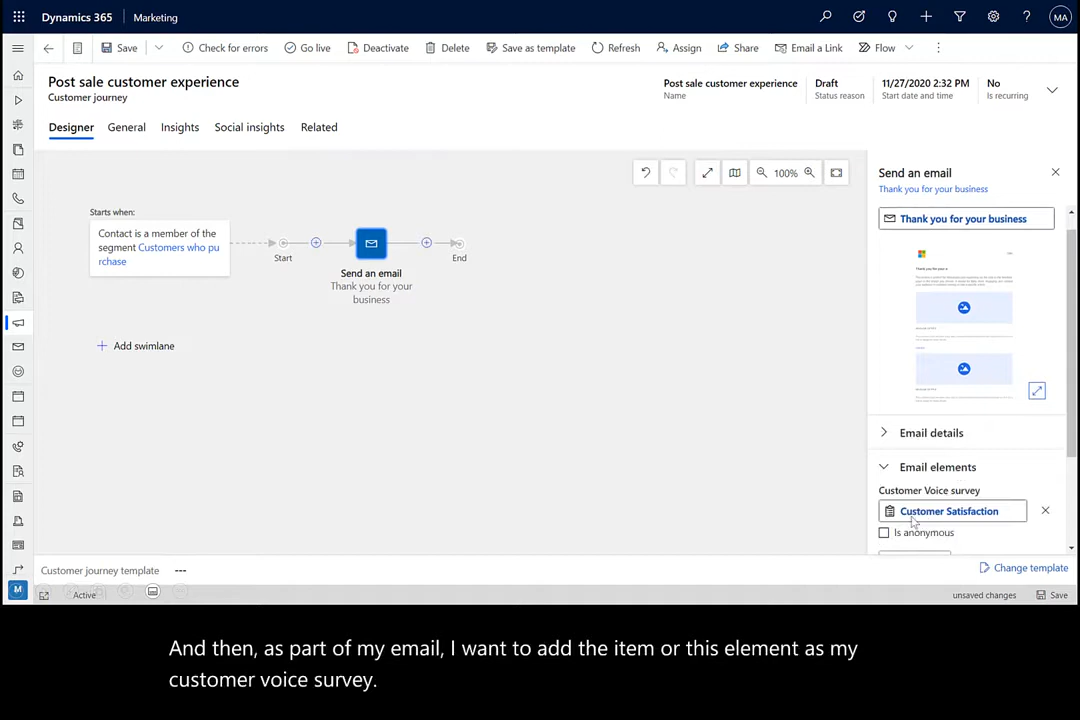 Dynamics 365 Marketing MA
Save Check for errors Go live Deactivate Delete Save as template Refresh Assign Share Email a Link Flow
Post sale customer experience
Customer journey
Post sale customer experience
Name
Draft
Status reason
11/27/2020 2:32 PM
Start date and time
No
Is recurring
Designer General Insights Social insights Related
100%
Starts when:
Contact is a member of the
segment Customers who pu
rchase
Start
Send an email
Thank you for your
business
End
Add swimlane
Send an email
Thank you for your business
Thank you for your business
Email details
Email elements
Customer Voice survey
Customer Satisfaction
Is anonymous
Customer journey template ---
Change template
M
Active
unsaved changes Save
And then, as part of my email, I want to add the item or this element as my
customer voice survey.